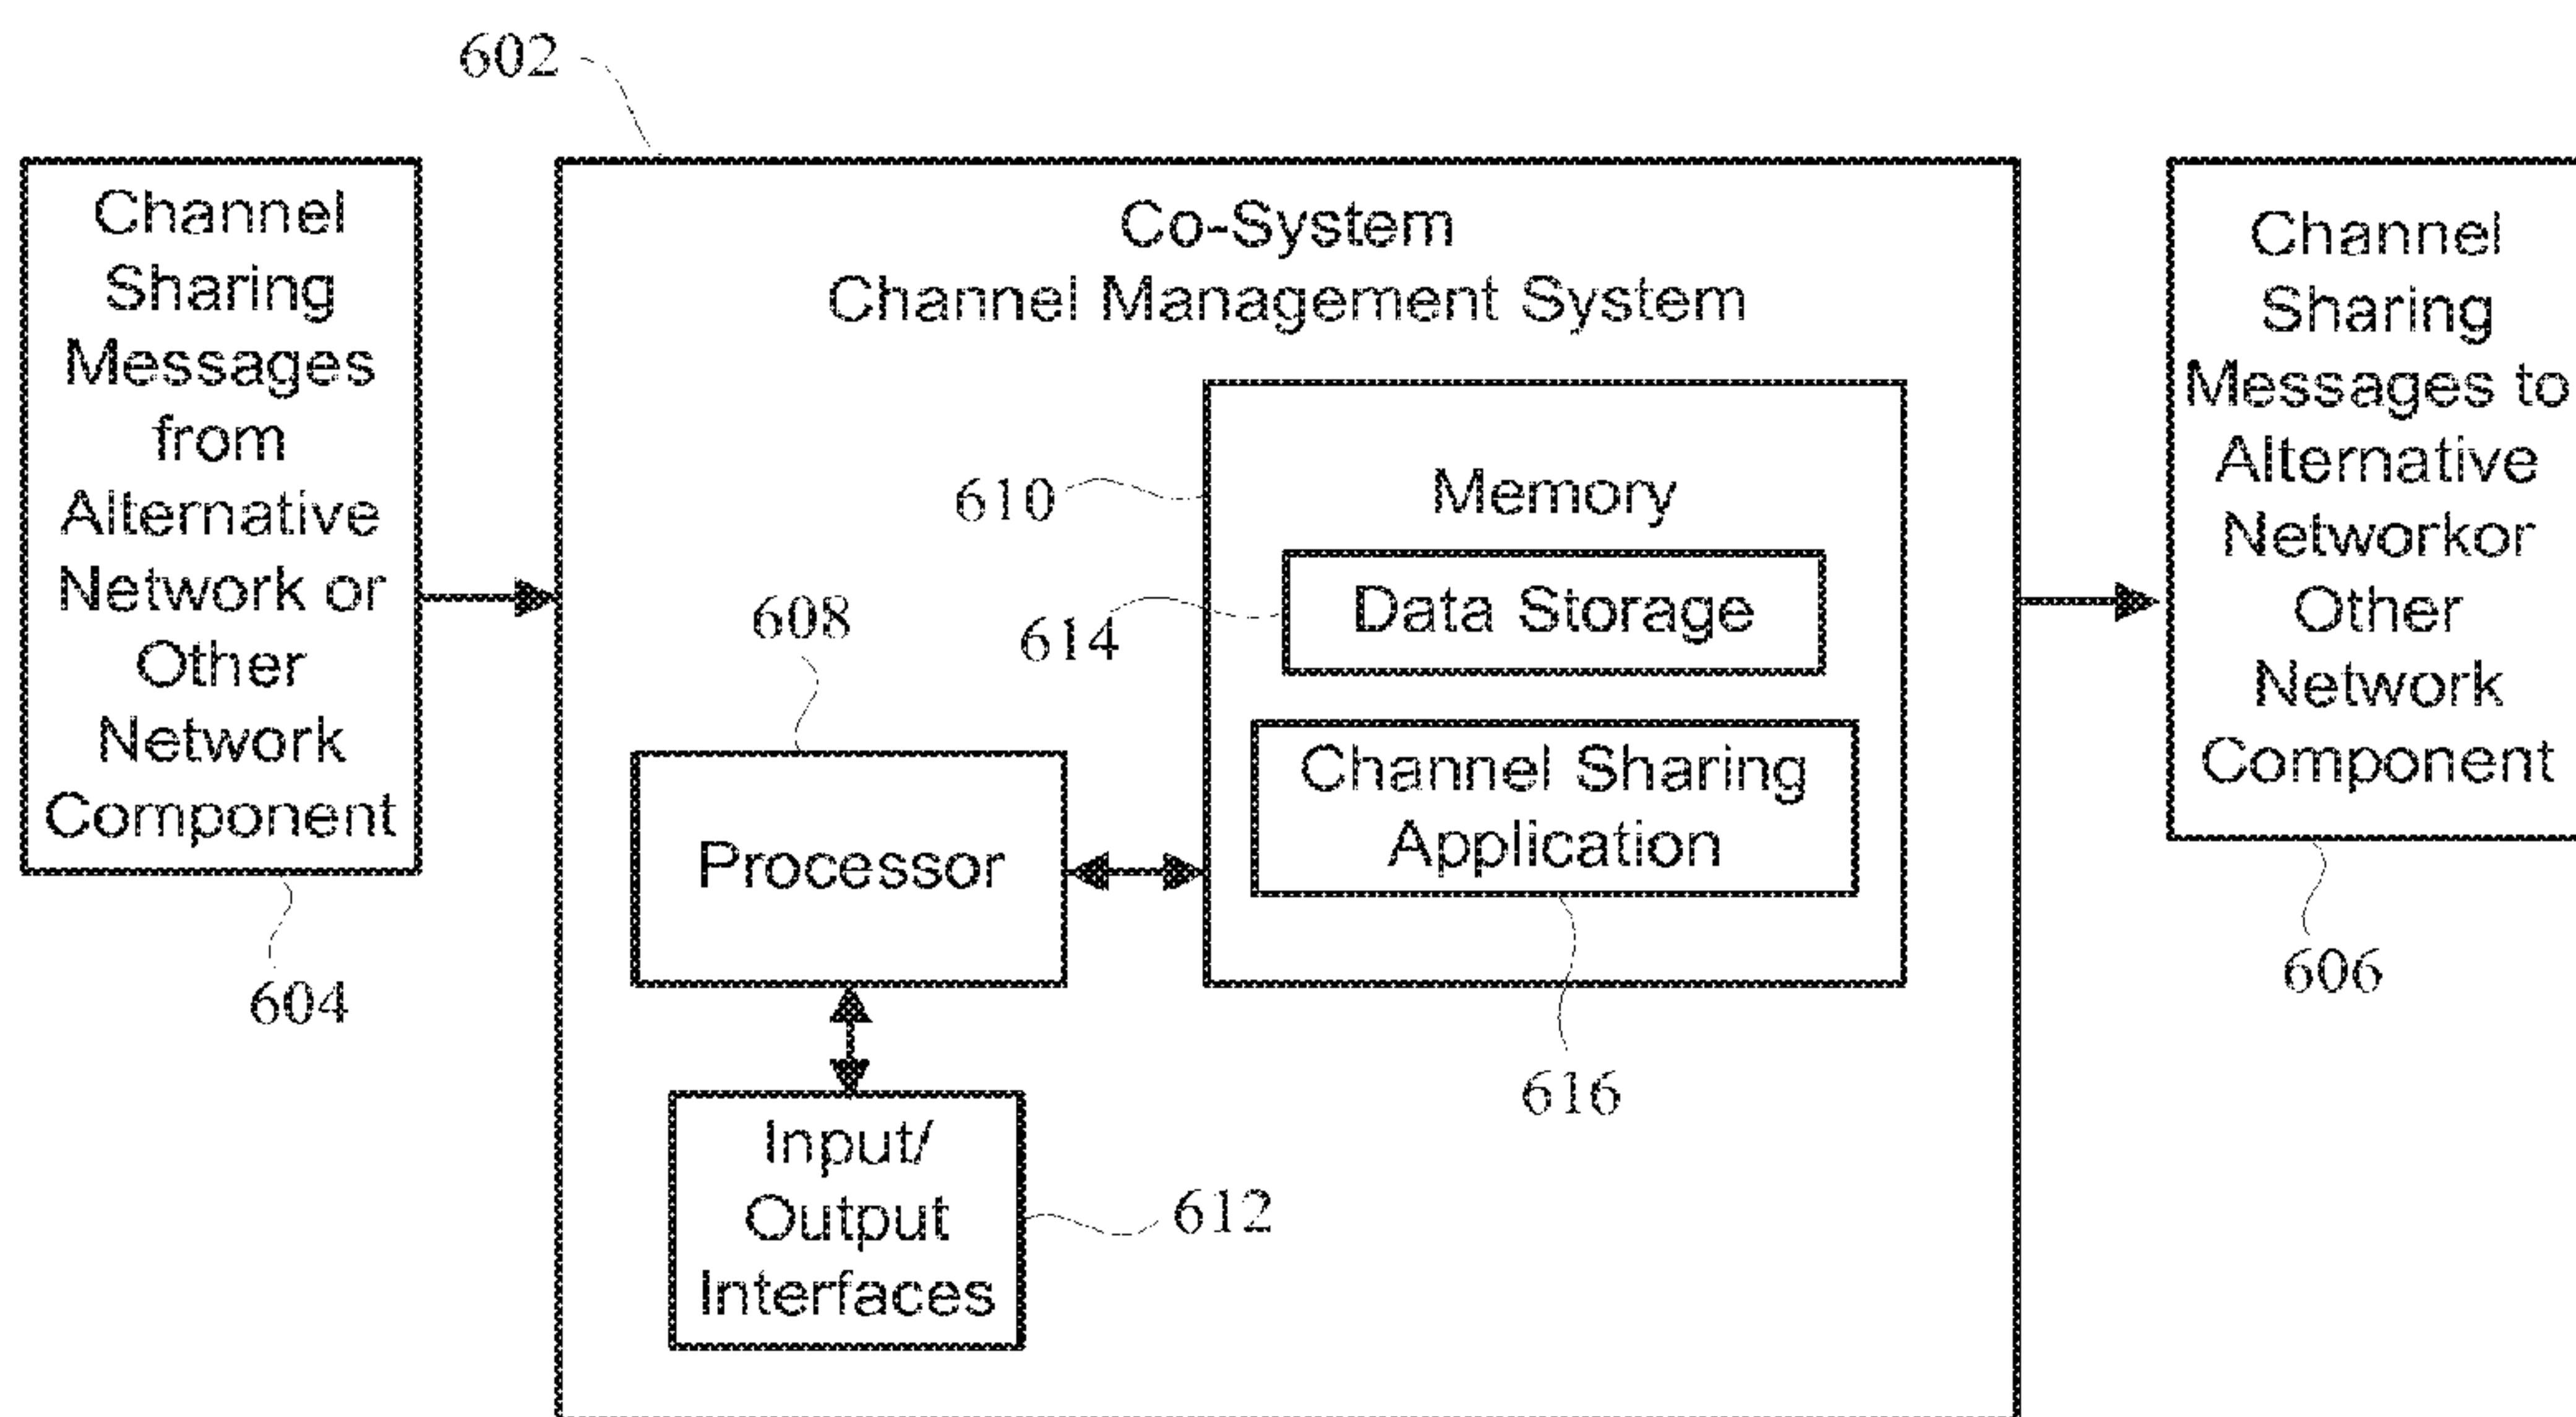 602
Channel
Sharing
Messages
from
Alternative
Network or
Other
Network
Component
604
Co-System
Channel Management System
610
Memory
614
Data Storage
608
Channel Sharing
Application
616
Processor
Input/
Output
Interfaces
612
Channel
Sharing
Messages to
Alternative
Networkor
Other
Network
Component
606